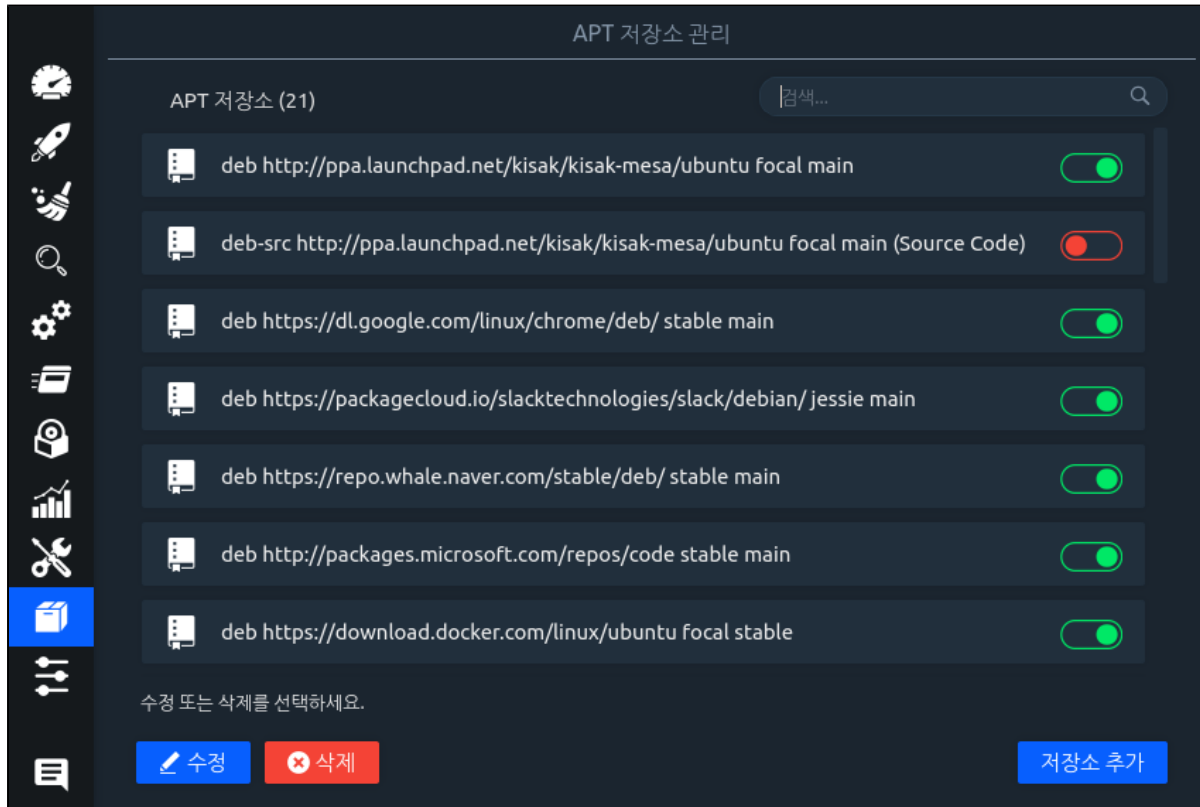 APT 저장소 관리
APT 저장소 (21)
검색...
deb http://ppa.launchpad.net/kisak/kisak-mesa/ubuntu focal main
deb-src http://ppa.launchpad.net/kisak/kisak-mesa/ubuntu focal main (Source Code)
deb https://dl.google.com/linux/chrome/deb/ stable main
deb https://packagecloud.io/slacktechnologies/slack/debian/ jessie main
deb https://repo.whale.naver.com/stable/deb/ stable main
deb http://packages.microsoft.com/repos/code stable main
deb https://download.docker.com/linux/ubuntu focal stable
수정 또는 삭제를 선택하세요.
수정
삭제
저장소 추가